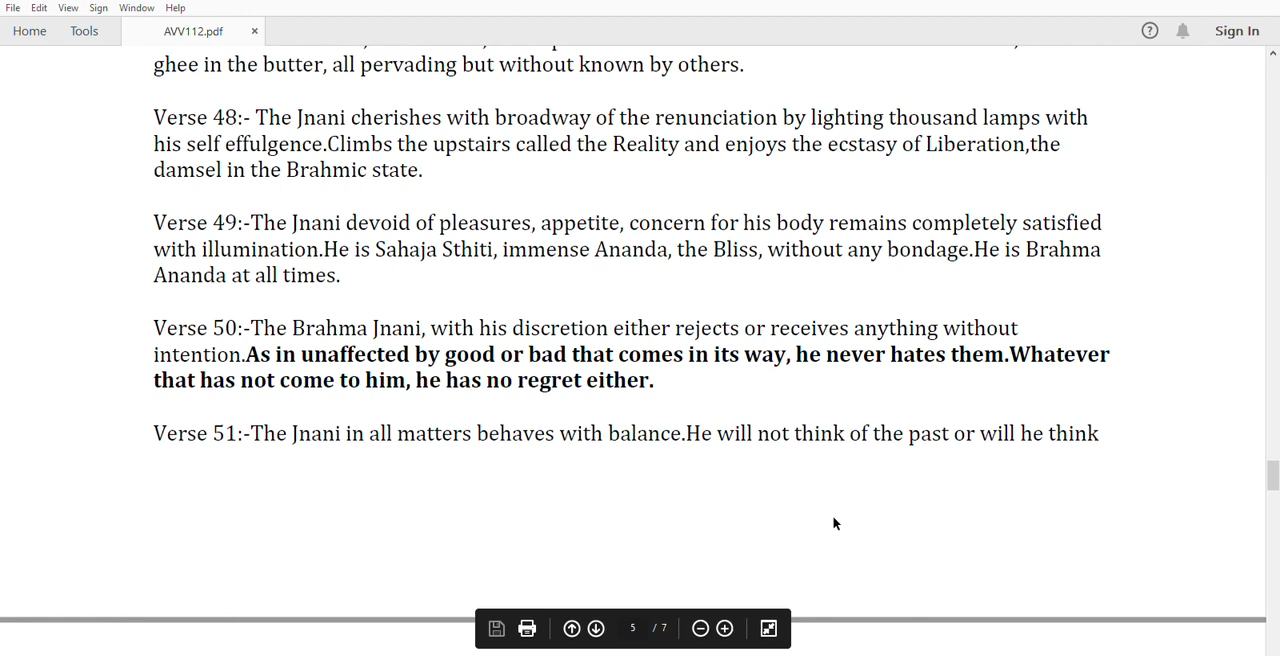 File Edit View Sign Window Help
Home Tools AVV112.pdf × ? Sign In
ghee in the butter, all pervading but without known by others.
Verse 48:- The Jnani cherishes with broadway of the renunciation by lighting thousand lamps with
his self effulgence.Climbs the upstairs called the Reality and enjoys the ecstasy of Liberation,the
damsel in the Brahmic state.
Verse 49:-The Jnani devoid of pleasures, appetite, concern for his body remains completely satisfied
with illumination.He is Sahaja Sthiti, immense Ananda, the Bliss, without any bondage.He is Brahma
Ananda at all times.
Verse 50:-The Brahma Jnani, with his discretion either rejects or receives anything without
intention.As in unaffected by good or bad that comes in its way, he never hates them.Whatever
that has not come to him, he has no regret either.
Verse 51:-The Jnani in all matters behaves with balance.He will not think of the past or will he think
5 / 7